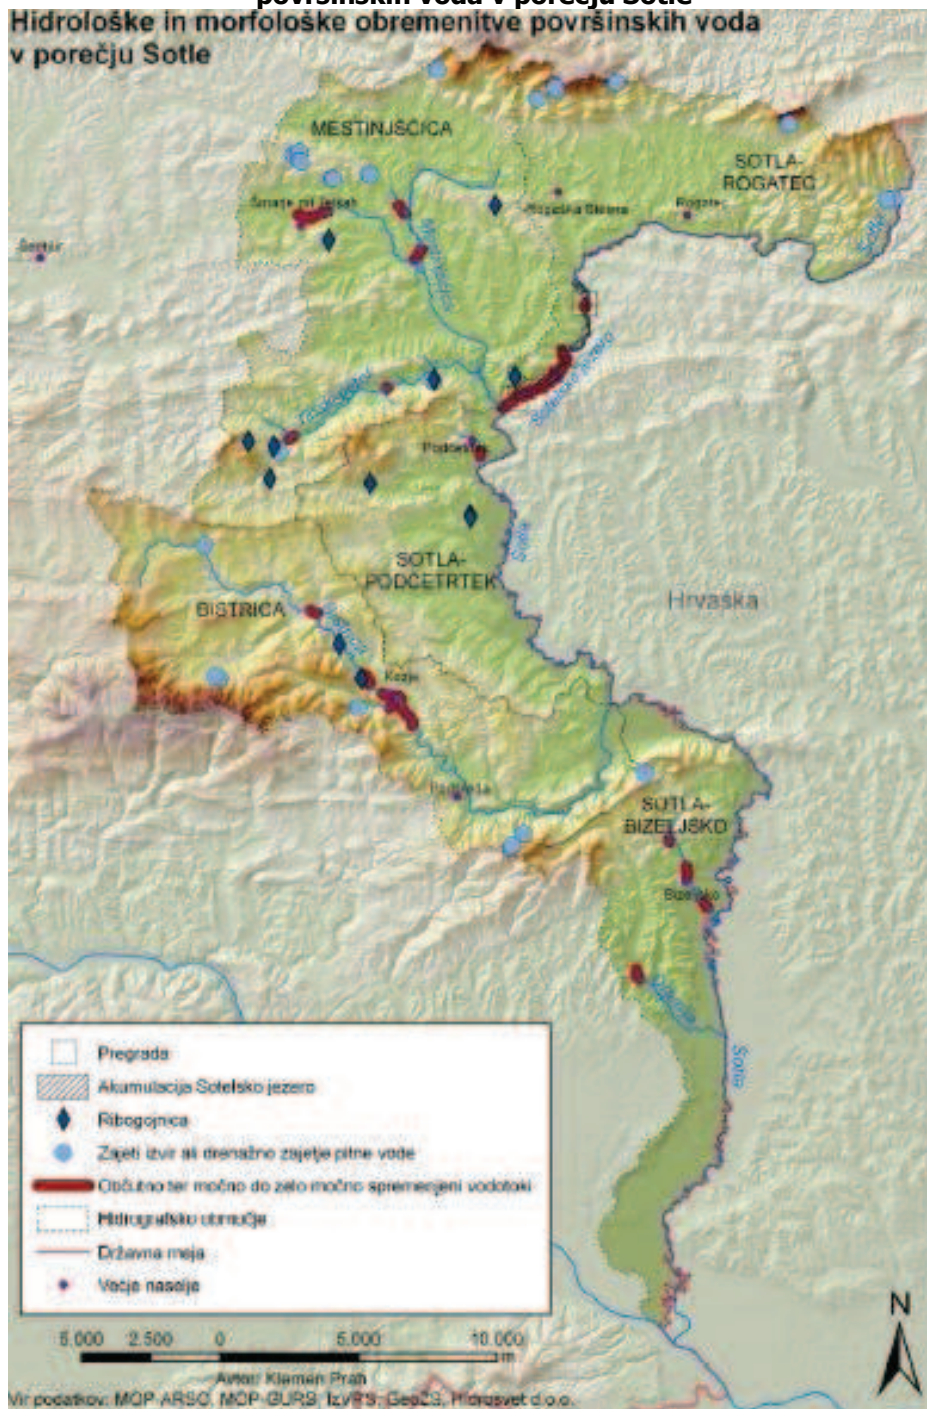 površinskih voda v porečju Sotle
Hidrološke in morfološke obremenitve površinskih voda
v porečju Sotle
MESTINJŠČICA
SOTLA-
ROGATEC
Šmarje pri Jelšah
Rogaška Slatina
Rogatec
Sotla
Šentjur
Mestinjščica
Sotelsko jezero
Podčetrtek
Sotla
SOTLA-
PODČETRTEK
BISTRICA
Hrvaška
Kozje
SOTLA-
BIZELJSKO
Bizeljsko
Sotla
Pregrada
Akumulacija Sotelsko jezero
Ribogojnica
Zajeti izvir ali drenažno zajetje pitne vode
Občutno ter močno do zelo močno spremenjeni vodotoki
Hidrografsko območje
Državna meja
Večje naselje
N
5.000 2.500 0 5.000 10.000
m
Avtor: Klemen Prah
Vir podatkov: MOP-ARSO, MOP-GURS, IzVRS, GeoZS, Hidrosvet d.o.o.